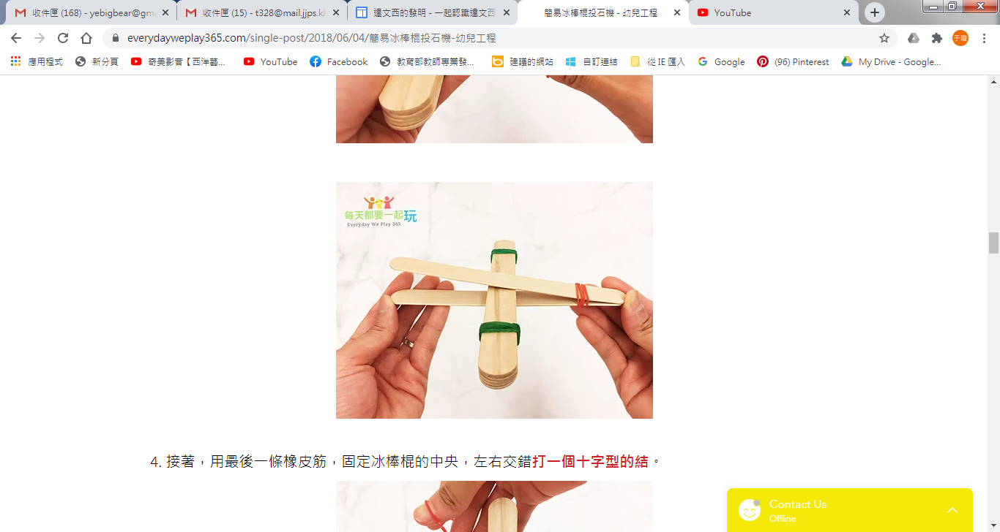 收件匣 (168) - yebigbear@gm
收件匣 (15) - t328@mail.jjps.kh
達文西的發明 - 一起認識達文西
簡易冰棒棍投石機 - 幼兒工程
YouTube
everydayweplay365.com/single-post/2018/06/04/簡易冰棒棍投石機-幼兒工程
于璇
應用程式
新分頁
奇美影音【西洋藝...
YouTube
Facebook
教育部教師專業發...
建議的網站
自訂連結
從 IE 匯入
Google
(96) Pinterest
My Drive - Google...
每天都要一起玩
Everyday We Play 365
4. 接著，用最後一條橡皮筋，固定冰棒棍的中央，左右交錯打一個十字型的結。
Contact Us
Offline